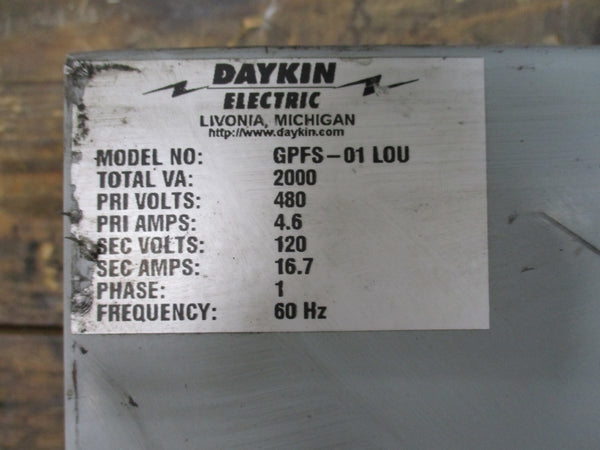 DAYKIN
ELECTRIC
LIVONIA, MICHIGAN
http://www.daykin.com
MODEL NO: GPFS-01 LOU
TOTAL VA: 2000
PRI VOLTS: 480
PRI AMPS: 4.6
SEC VOLTS: 120
SEC AMPS: 16.7
PHASE: 1
FREQUENCY: 60 Hz